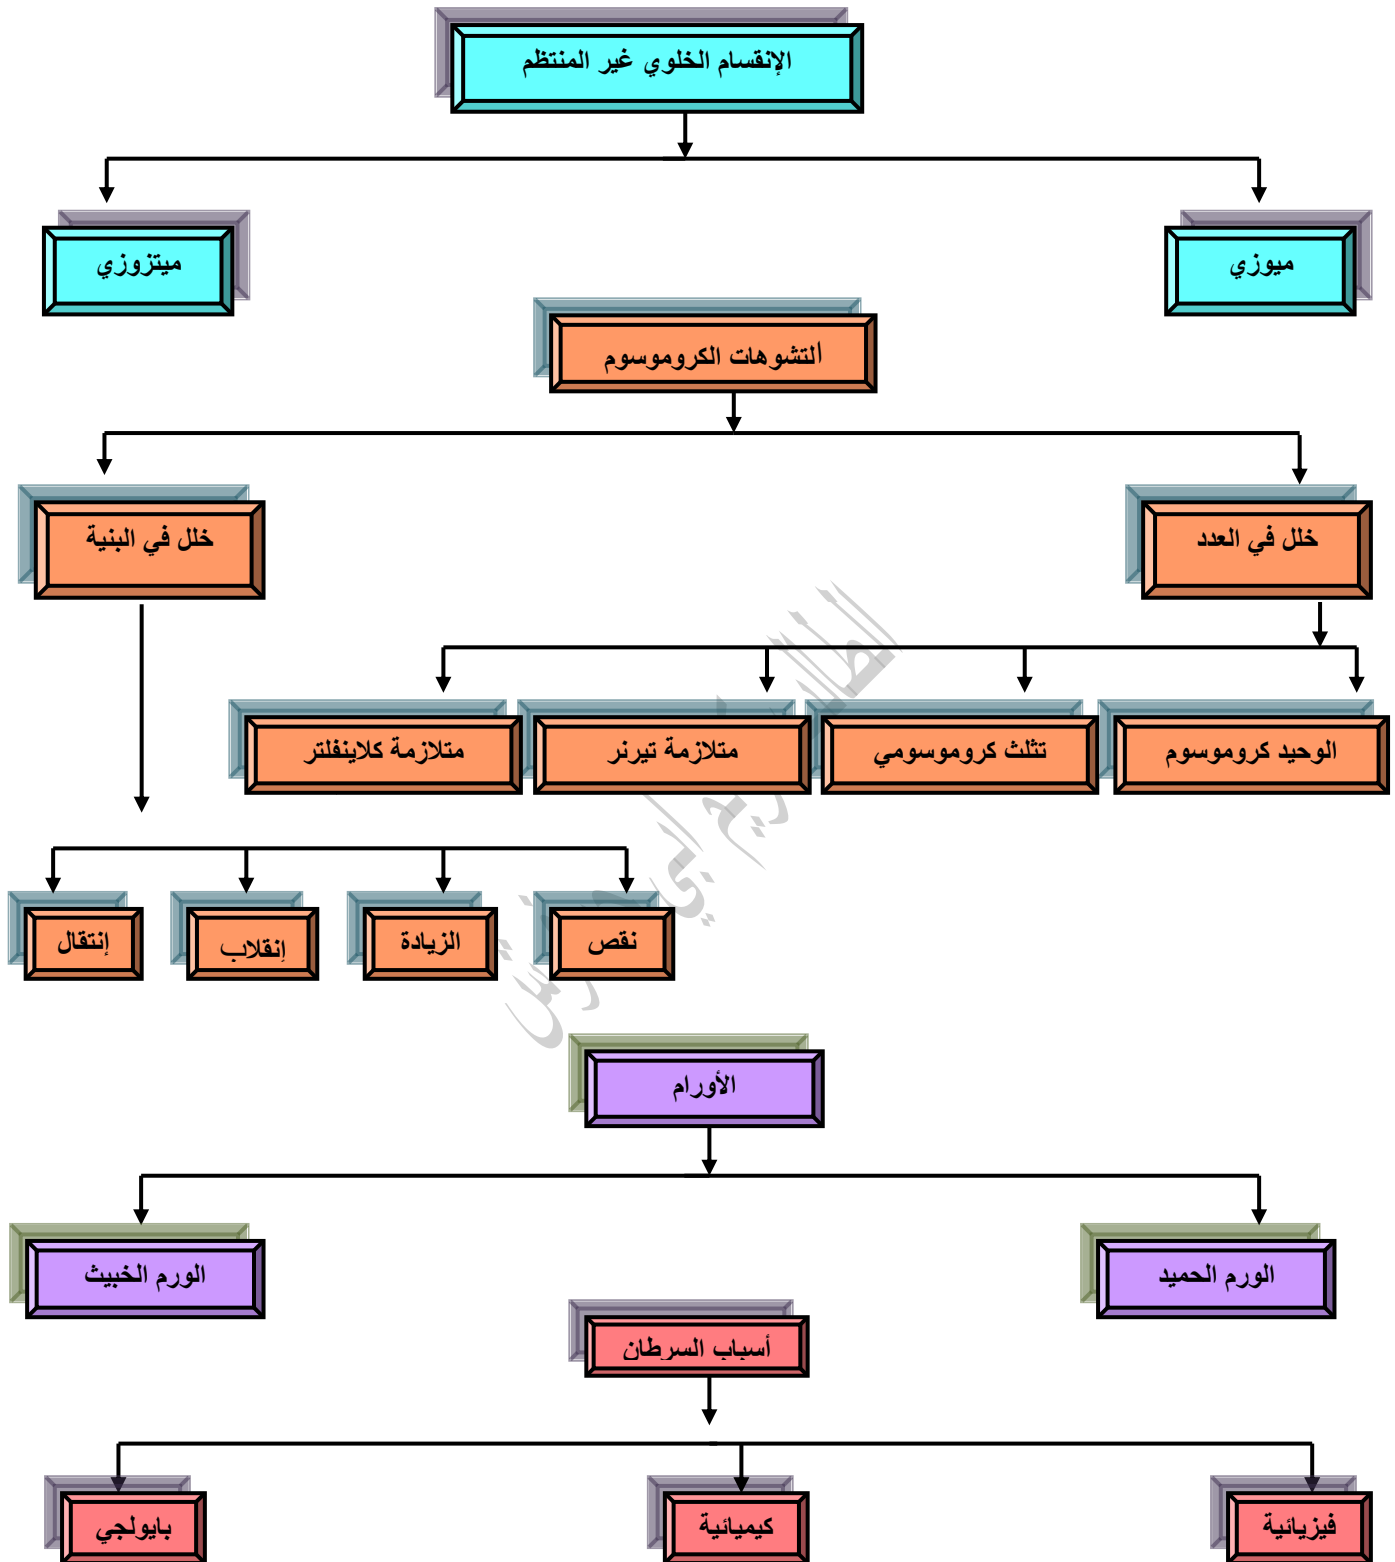 الإنقسام الخلوي غير المنتظم
ميوزي
ميتزوزي
ألتشوهات الكروموسوم
خلل في العدد
خلل في البنية
الوحيد كروموسوم
تثلث كروموسومي
متلازمة تيرنر
متلازمة كلاينفلتر
نقص
الزيادة
إنقلاب
إنتقال
الأورام
الورم الحميد
الورم الخبيث
أسباب السرطان
فيزيائية
كيميائية
بايولجي